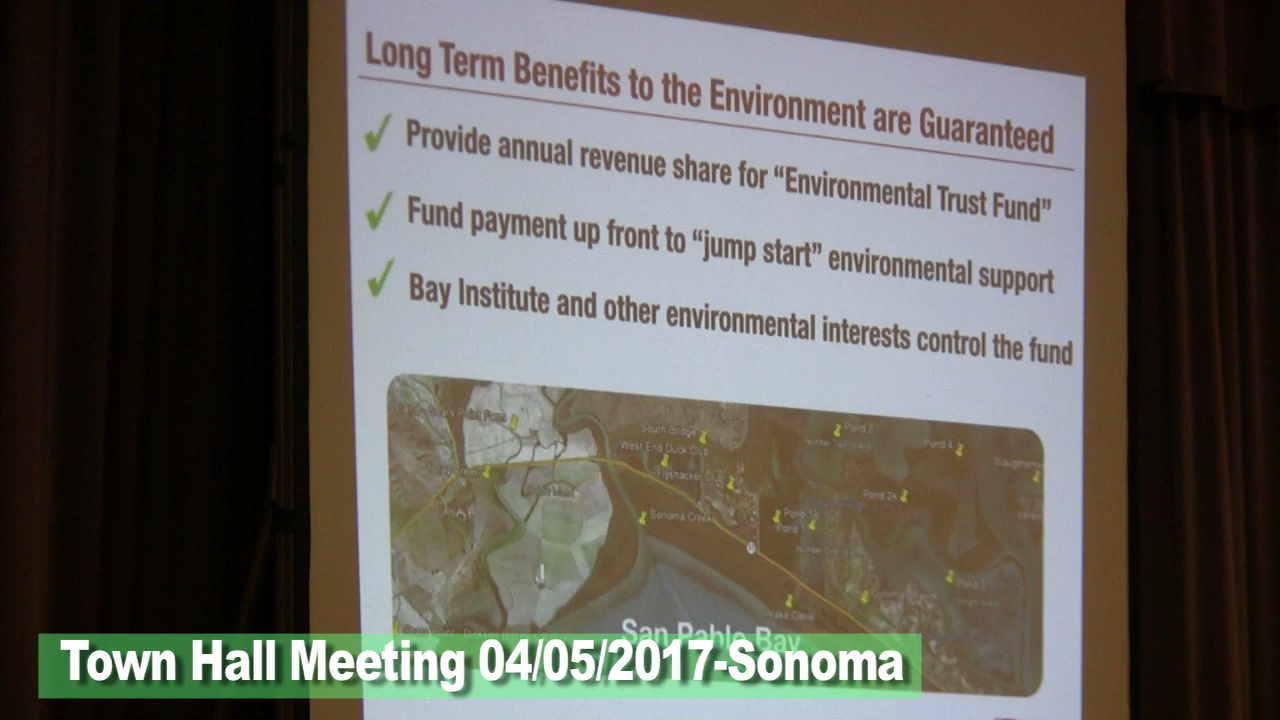 Long Term Benefits to the Environment are Guaranteed
✓ Provide annual revenue share for “Environmental Trust Fund”
✓ Fund payment up front to “jump start” environmental support
✓ Bay Institute and other environmental interests control the fund
Pond 2
South Bridge
Pond 4
West End Duck Club
Pond 2A
Sonoma Creek
Pond
San Pablo Bay
Town Hall Meeting 04/05/2017-Sonoma